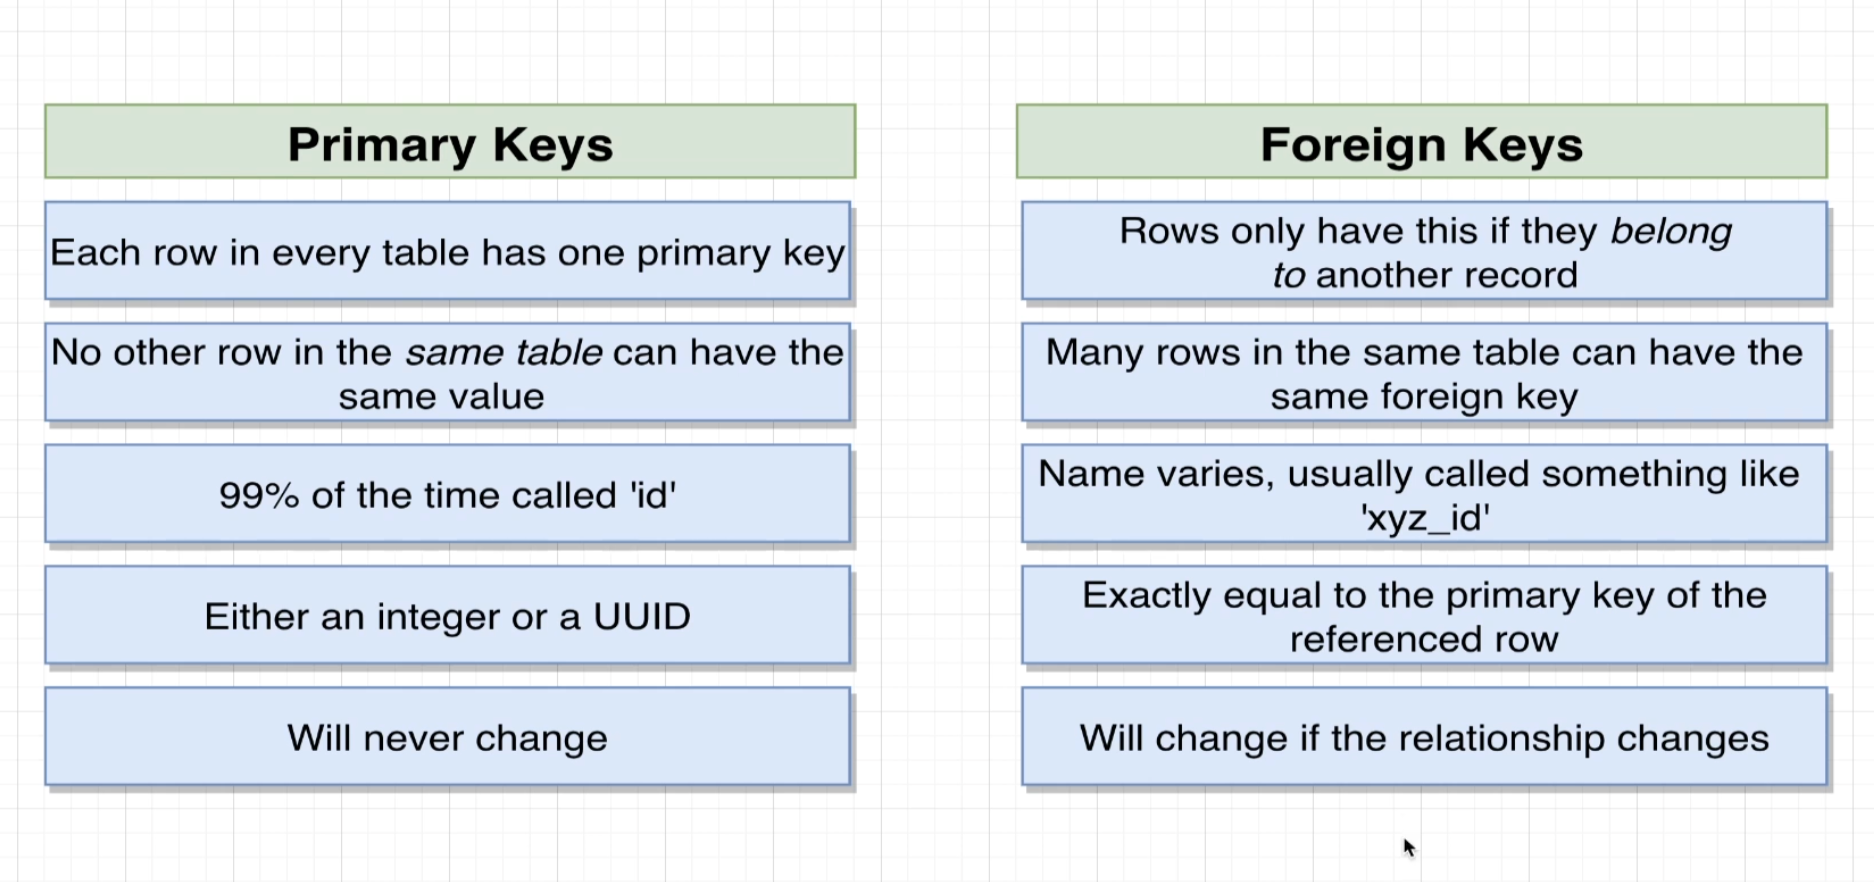 Primary Keys
Each row in every table has one primary key
No other row in the same table can have the
same value
99% of the time called 'id'
Either an integer or a UUID
Will never change
Foreign Keys
Rows only have this if they belong
to another record
Many rows in the same table can have the
same foreign key
Name varies, usually called something like
'xyz_id'
Exactly equal to the primary key of the
referenced row
Will change if the relationship changes